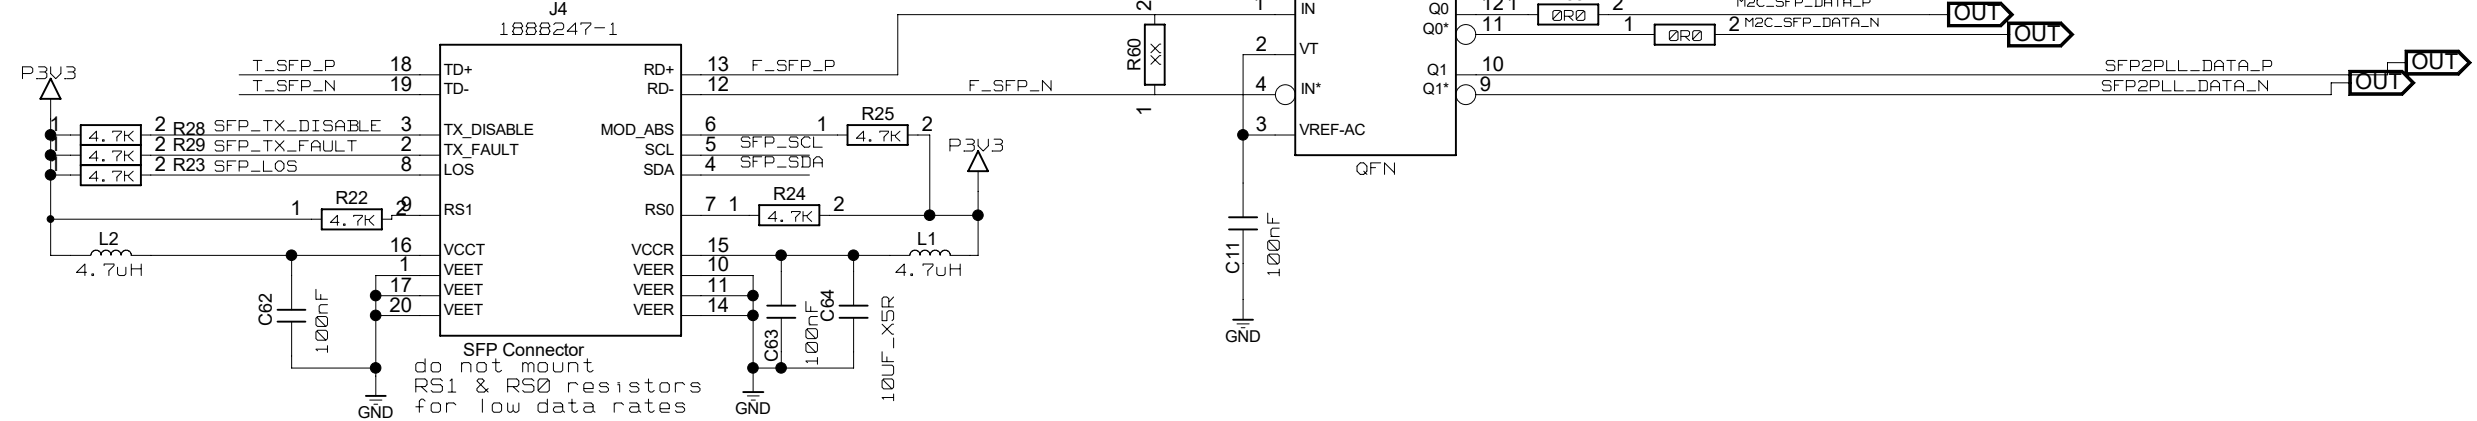 J4
1888247-1
P3V3
T_SFP_P 18 TD+
T_SFP_N 19 TD-
1 4.7K 2 R28 SFP_TX_DISABLE 3 TX_DISABLE
1 4.7K 2 R29 SFP_TX_FAULT 2 TX_FAULT
1 4.7K 2 R23 SFP_LOS 8 LOS
1 R22 4.7K 2 9 RS1
L2 4.7uH 16 VCCT
1 VEET
17 VEET
20 VEET
C62 100nF
GND
RD+ 13 F_SFP_P
RD- 12 F_SFP_N
MOD_ABS 6 1 R25 4.7K 2
SCL 5 SFP_SCL
SDA 4 SFP_SDA
P3V3
RS0 7 1 R24 4.7K 2
VCCR 15 L1 4.7uH
VEER 10
VEER 11
VEER 14
C63 100nF
C64 10UF_X5R
GND
SFP Connector
do not mount
RS1 & RS0 resistors
for low data rates
2 R60 XX 1
1 IN
2 VT
4 IN*
3 VREF-AC
C11 100nF
GND
QFN
Q0 12 1 0R0 2 M2C_SFP_DATA_P OUT
Q0* 11 1 0R0 2 M2C_SFP_DATA_N OUT
Q1 10 SFP2PLL_DATA_P OUT
Q1* 9 SFP2PLL_DATA_N OUT